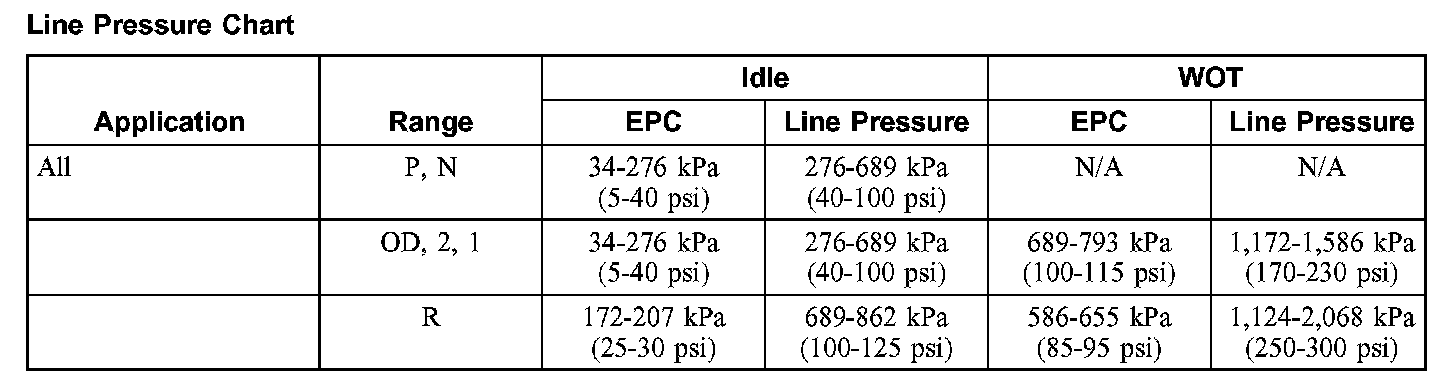 Line Pressure Chart
Application Range Idle WOT
EPC Line Pressure EPC Line Pressure
All P, N 34-276 kPa 276-689 kPa N/A N/A
(5-40 psi) (40-100 psi)
OD, 2, 1 34-276 kPa 276-689 kPa 689-793 kPa 1,172-1,586 kPa
(5-40 psi) (40-100 psi) (100-115 psi) (170-230 psi)
R 172-207 kPa 689-862 kPa 586-655 kPa 1,124-2,068 kPa
(25-30 psi) (100-125 psi) (85-95 psi) (250-300 psi)